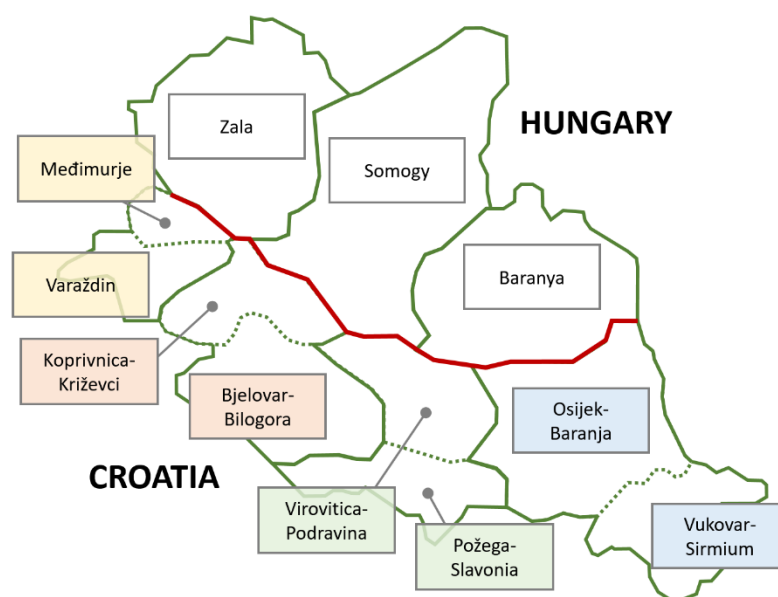 Zala
HUNGARY
Međimurje
Somogy
Varaždin
Baranya
Koprivnica-
Križevci
Bjelovar-
Bilogora
Osijek-
Baranja
CROATIA
Virovitica-
Podravina
Požega-
Slavonia
Vukovar-
Sirmium